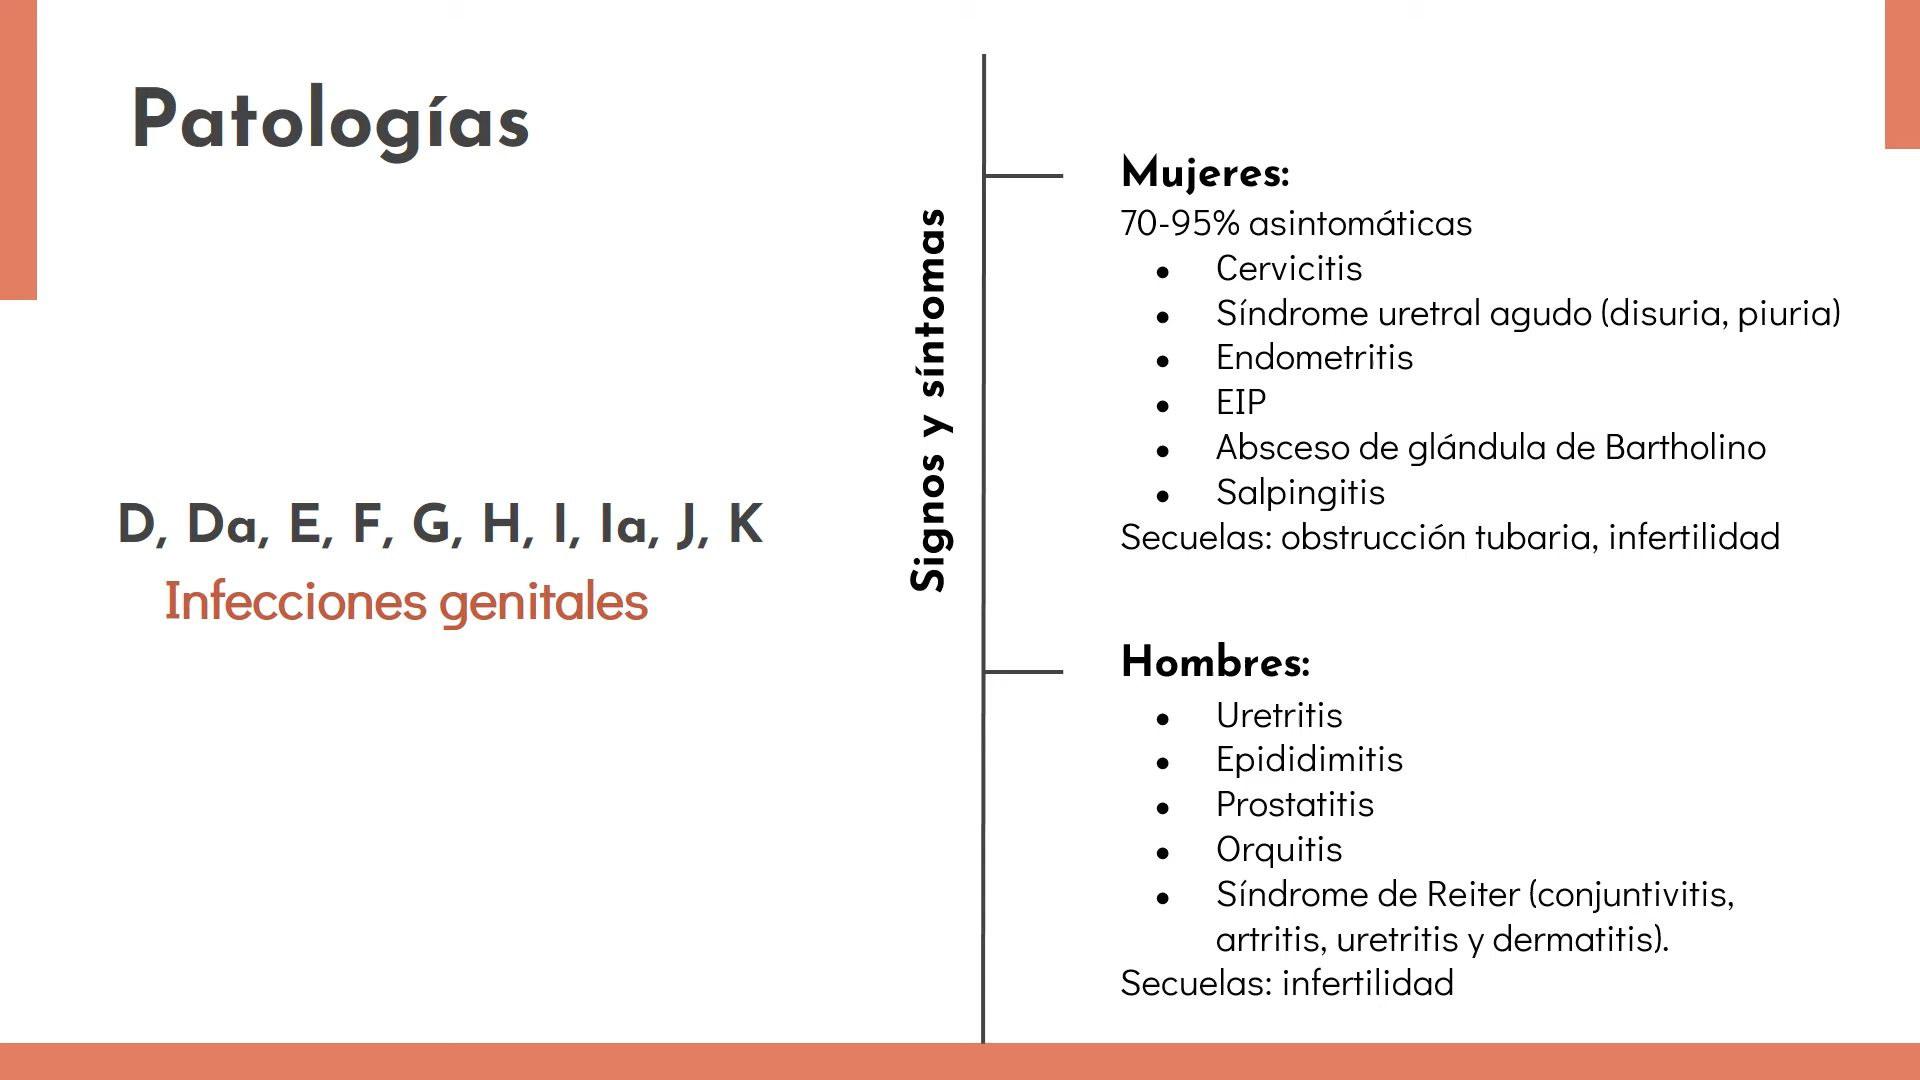 Patologías
D, Da, E, F, G, H, I, Ia, J, K
Infecciones genitales
Signos y síntomas
Mujeres:
70-95% asintomáticas
● Cervicitis
● Síndrome uretral agudo (disuria, piuria)
● Endometritis
● EIP
● Absceso de glándula de Bartholino
● Salpingitis
Secuelas: obstrucción tubaria, infertilidad
Hombres:
● Uretritis
● Epididimitis
● Prostatitis
● Orquitis
● Síndrome de Reiter (conjuntivitis,
artritis, uretritis y dermatitis).
Secuelas: infertilidad